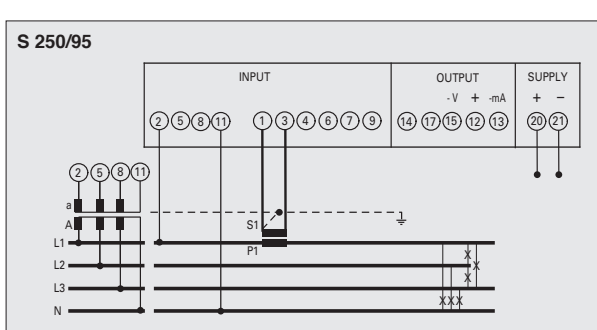 S 250/95
INPUT OUTPUT SUPPLY
- V + -mA + −
2 5 8 11 1 3 4 6 7 9 14 17 15 12 13 20 21
2 5 8 11
a
A S1
L1 P1
L2 X X
L3 X
N X X X